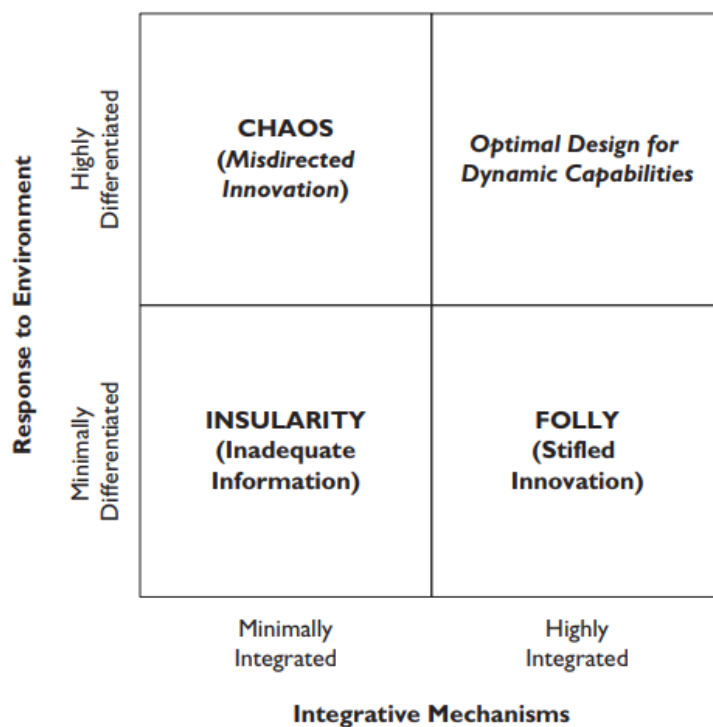 Response to Environment
Highly
Differentiated
CHAOS
(Misdirected
Innovation)
Optimal Design for
Dynamic Capabilities
Minimally
Differentiated
INSULARITY
(Inadequate
Information)
FOLLY
(Stifled
Innovation)
Minimally
Integrated
Highly
Integrated
Integrative Mechanisms